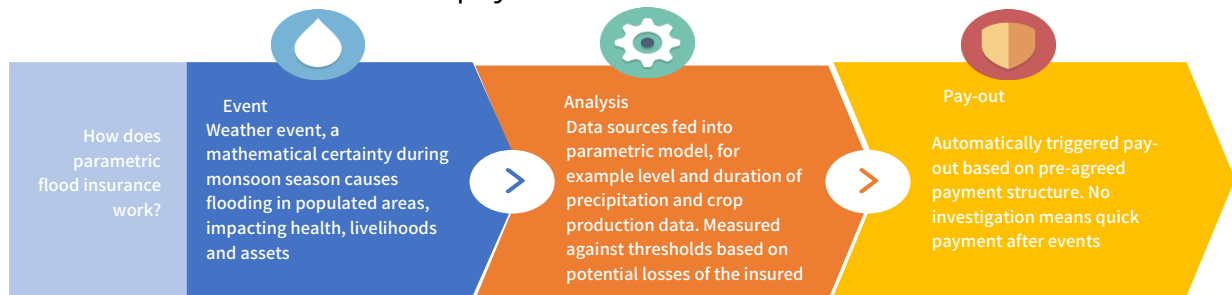 How does
parametric
flood insurance
work?
Event
Weather event, a
mathematical certainty during
monsoon season causes
flooding in populated areas,
impacting health, livelihoods
and assets
Analysis
Data sources fed into
parametric model, for
example level and duration of
precipitation and crop
production data. Measured
against thresholds based on
potential losses of the insured
Pay-out
Automatically triggered pay-
out based on pre-agreed
payment structure. No
investigation means quick
payment after events